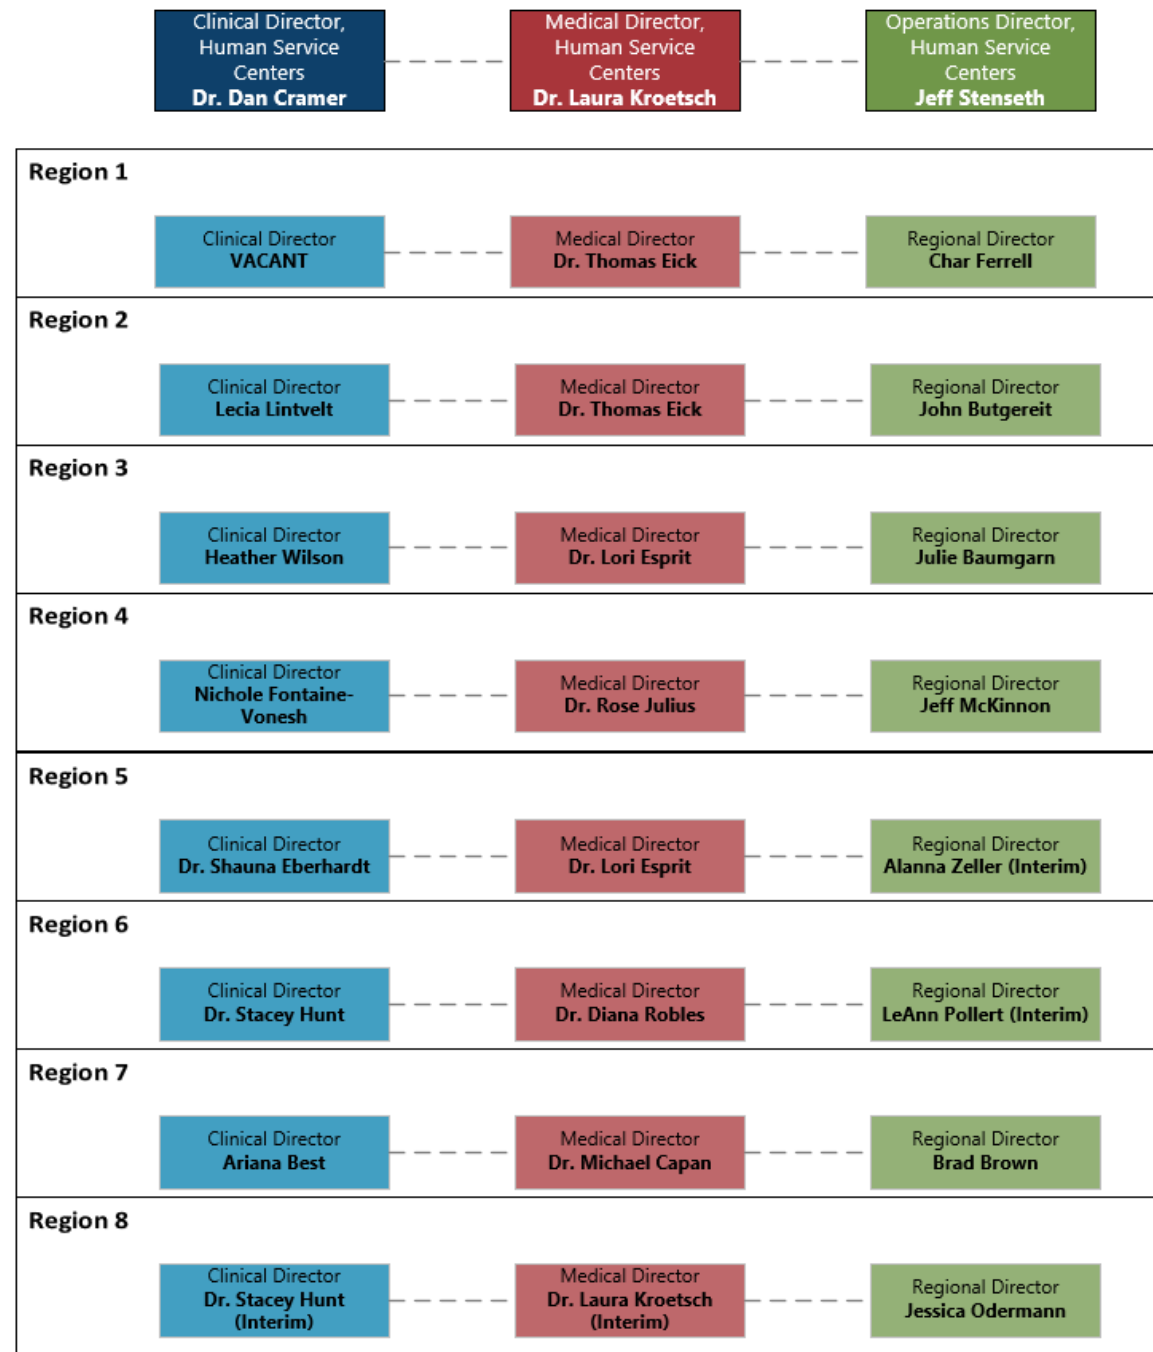 Clinical Director,
Human Service
Centers
Dr. Dan Cramer
Medical Director,
Human Service
Centers
Dr. Laura Kroetsch
Operations Director,
Human Service
Centers
Jeff Stenseth
Region 1
Clinical Director
VACANT
Medical Director
Dr. Thomas Eick
Regional Director
Char Ferrell
Region 2
Clinical Director
Lecia Lintvelt
Medical Director
Dr. Thomas Eick
Regional Director
John Butgereit
Region 3
Clinical Director
Heather Wilson
Medical Director
Dr. Lori Esprit
Regional Director
Julie Baumgarn
Region 4
Clinical Director
Nichole Fontaine-
Vonesh
Medical Director
Dr. Rose Julius
Regional Director
Jeff McKinnon
Region 5
Clinical Director
Dr. Shauna Eberhardt
Medical Director
Dr. Lori Esprit
Regional Director
Alanna Zeller (Interim)
Region 6
Clinical Director
Dr. Stacey Hunt
Medical Director
Dr. Diana Robles
Regional Director
LeAnn Pollert (Interim)
Region 7
Clinical Director
Ariana Best
Medical Director
Dr. Michael Capan
Regional Director
Brad Brown
Region 8
Clinical Director
Dr. Stacey Hunt
(Interim)
Medical Director
Dr. Laura Kroetsch
(Interim)
Regional Director
Jessica Odermann